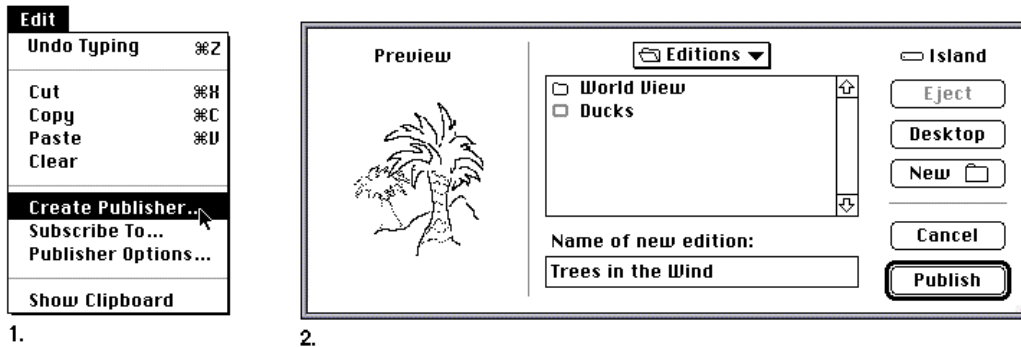 Edit
Undo Typing ⌘Z
Cut ⌘X
Copy ⌘C
Paste ⌘V
Clear
Create Publisher...
Subscribe To...
Publisher Options...
Show Clipboard
1.
Preview
Editions
World View
Ducks
Name of new edition:
Trees in the Wind
Island
Eject
Desktop
New
Cancel
Publish
2.